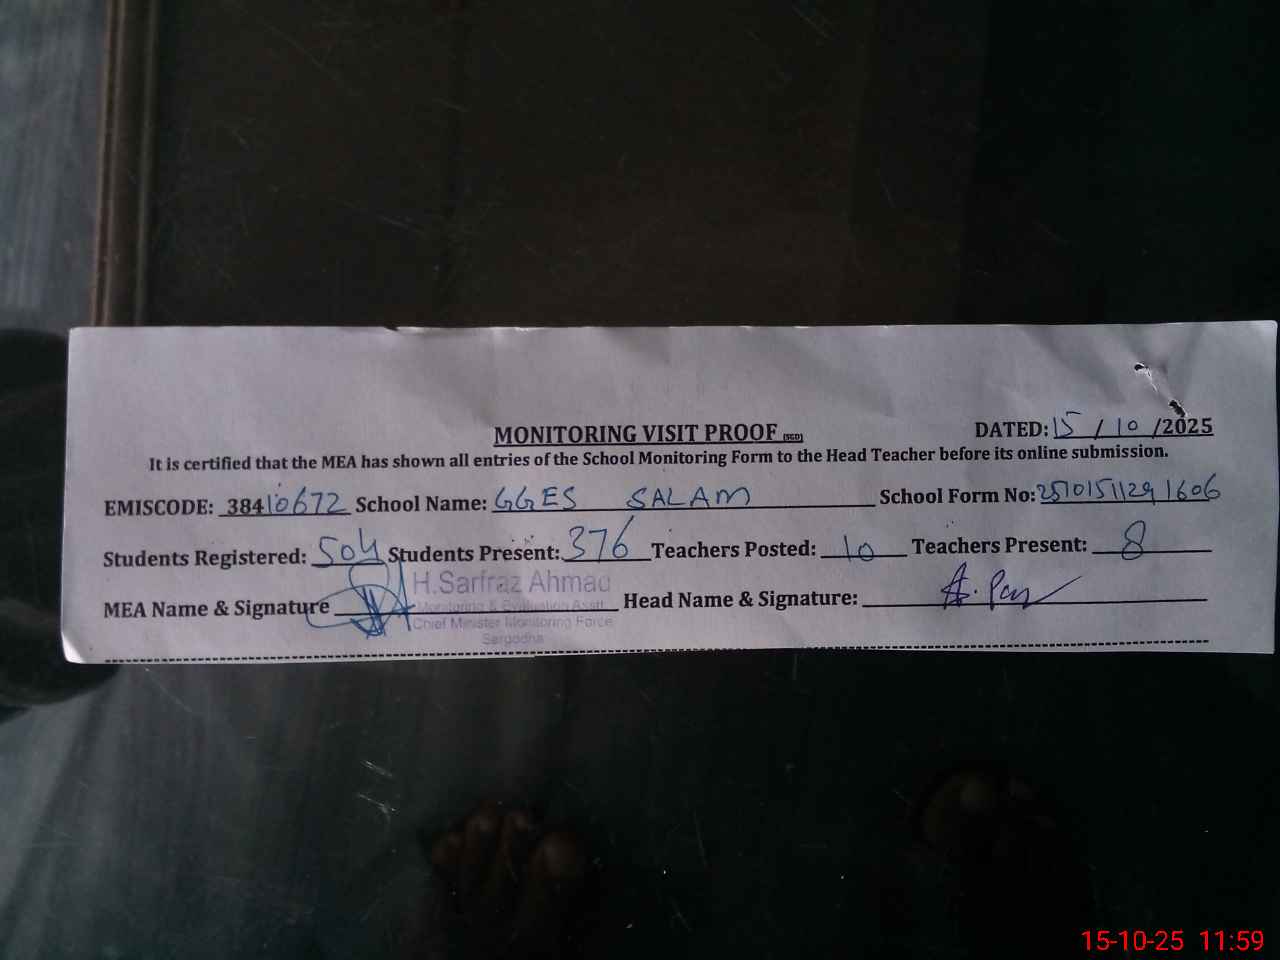 MONITORING VISIT PROOF (SGD) DATED: 15 / 10 /2025
It is certified that the MEA has shown all entries of the School Monitoring Form to the Head Teacher before its online submission.
EMISCODE: 38410672 School Name: GGES SALAM School Form No: 2510151129 1606
Students Registered: 504 Students Present: 376 Teachers Posted: 10 Teachers Present: 8
MEA Name & Signature Head Name & Signature:
H.Sarfraz Ahmad
Monitoring & Evaluation Asstt
Chief Minister Monitoring Force
Sargodha
15-10-25 11:59